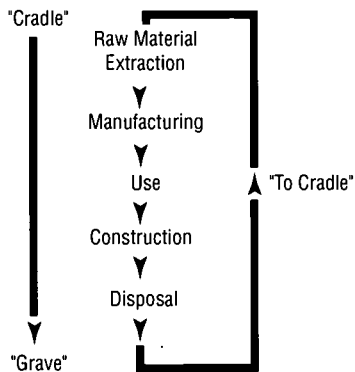 "Cradle"
Raw Material
Extraction
Manufacturing
Use
"To Cradle"
Construction
Disposal
"Grave"